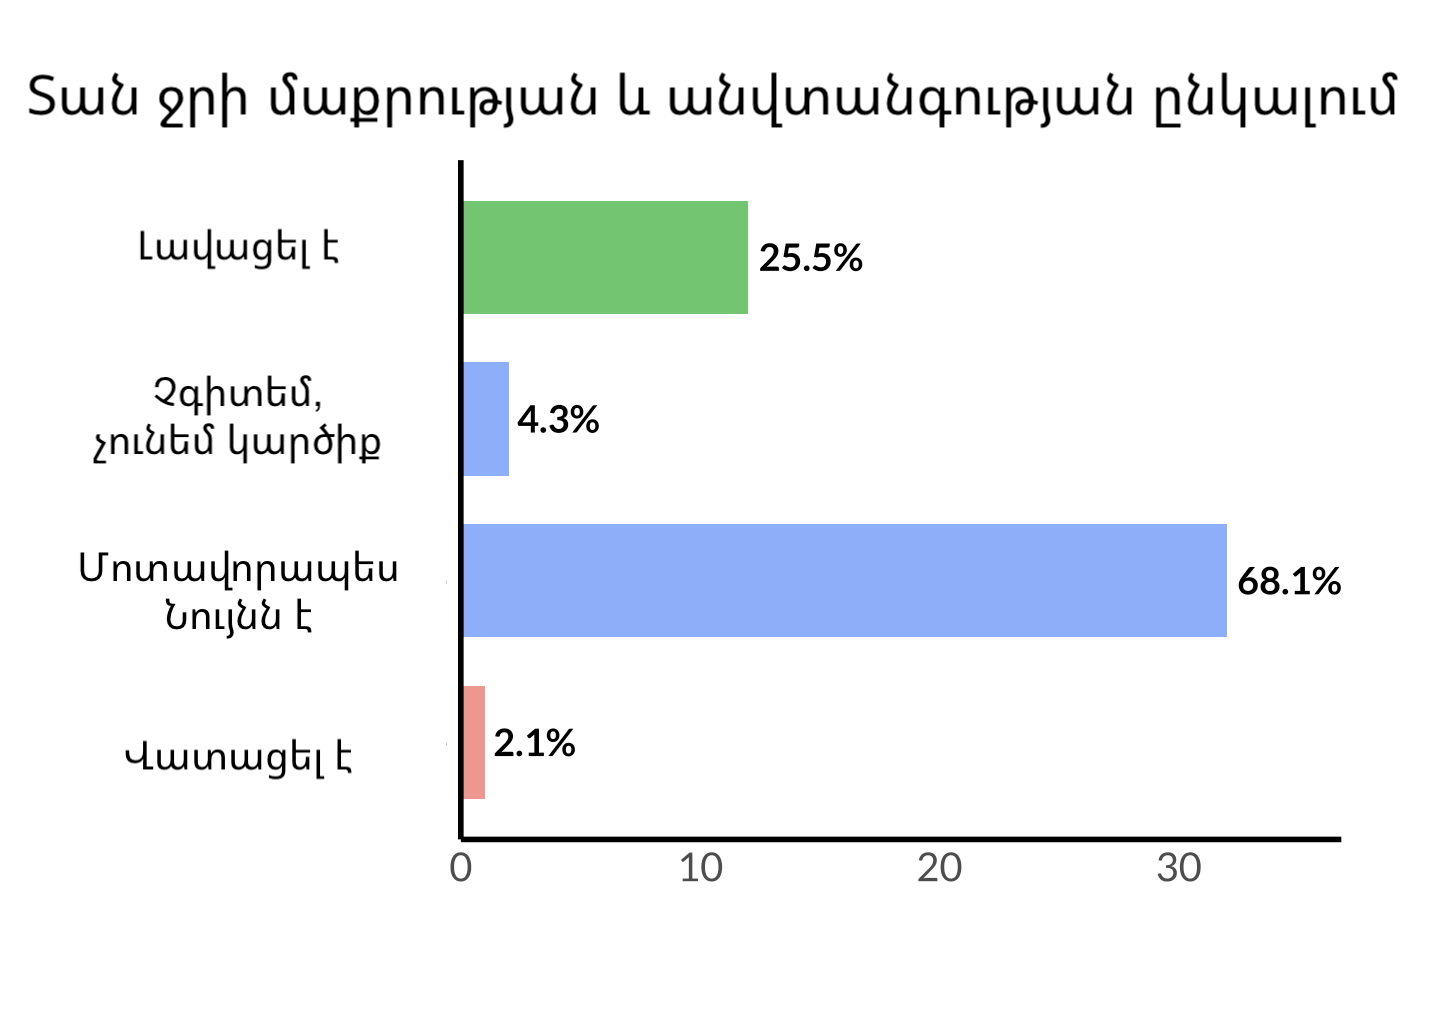 Տան ջրի մաքրության և անվտանգության ընկալում
Լավացել է
25.5%
Չգիտեմ,
չունեմ կարծիք
4.3%
Մոտավորապես
Նույնն է
68.1%
Վատացել է
2.1%
0 10 20 30